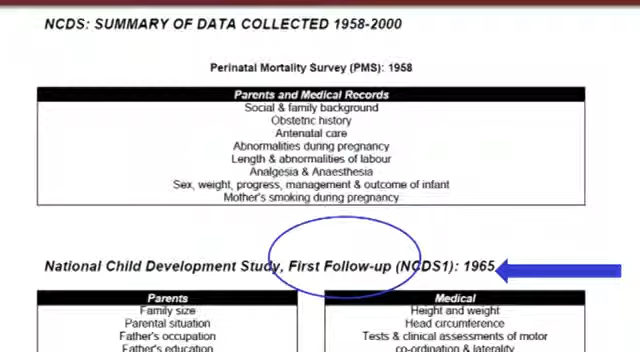 NCDS: SUMMARY OF DATA COLLECTED 1958-2000
Perinatal Mortality Survey (PMS): 1958
Parents and Medical Records
Social & family background
Obstetric history
Antenatal care
Abnormalities during pregnancy
Length & abnormalities of labour
Analgesia & Anaesthesia
Sex, weight, progress, management & outcome of infant
Mother's smoking during pregnancy
National Child Development Study, First Follow-up (NCDS1): 1965
Parents
Family size
Parental situation
Father's occupation
Father's education
Medical
Height and weight
Head circumference
Tests & clinical assessments of motor
co-ordination & laterality